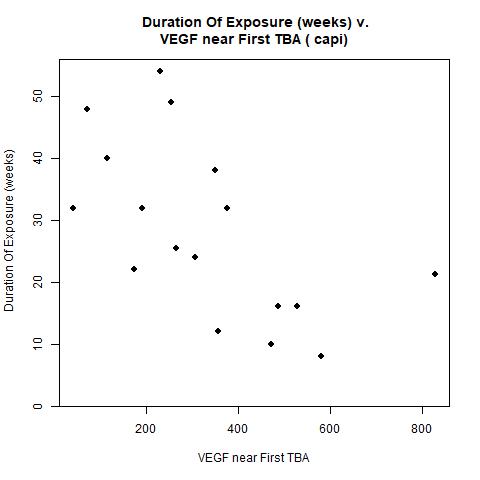 Duration Of Exposure (weeks) v.
VEGF near First TBA ( capi)
Duration Of Exposure (weeks)
50
40
30
20
10
0
200
400
600
800
VEGF near First TBA